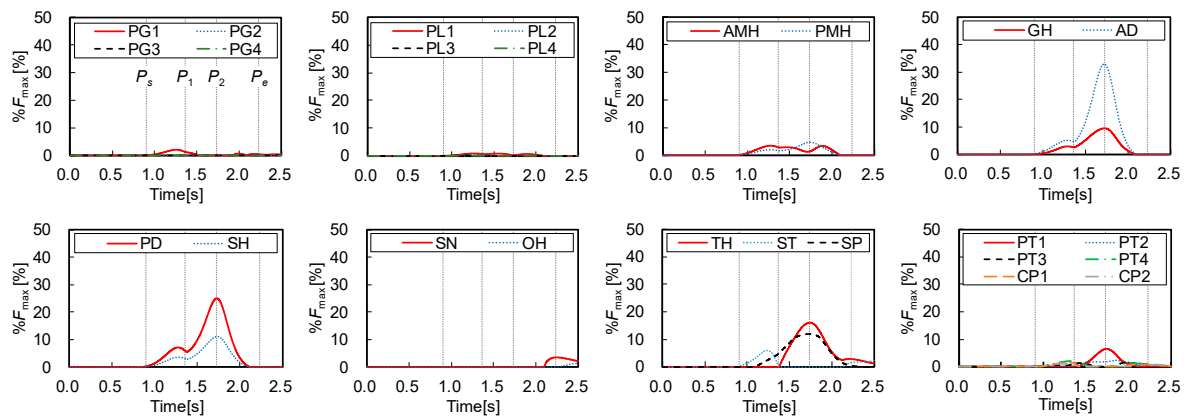 %Fmax [%]
50
40
30
20
10
0
PG1 PG2
PG3 PG4
Ps P1 P2 Pe
0.0 0.5 1.0 1.5 2.0 2.5
Time[s]
%Fmax [%]
50
40
30
20
10
0
PL1 PL2
PL3 PL4
0.0 0.5 1.0 1.5 2.0 2.5
Time[s]
%Fmax [%]
50
40
30
20
10
0
AMH PMH
0.0 0.5 1.0 1.5 2.0 2.5
Time[s]
%Fmax [%]
50
40
30
20
10
0
GH AD
0.0 0.5 1.0 1.5 2.0 2.5
Time[s]
%Fmax [%]
50
40
30
20
10
0
PD SH
0.0 0.5 1.0 1.5 2.0 2.5
Time[s]
%Fmax [%]
50
40
30
20
10
0
SN OH
0.0 0.5 1.0 1.5 2.0 2.5
Time[s]
%Fmax [%]
50
40
30
20
10
0
TH ST SP
0.0 0.5 1.0 1.5 2.0 2.5
Time[s]
%Fmax [%]
50
40
30
20
10
0
PT1 PT2
PT3 PT4
CP1 CP2
0.0 0.5 1.0 1.5 2.0 2.5
Time[s]